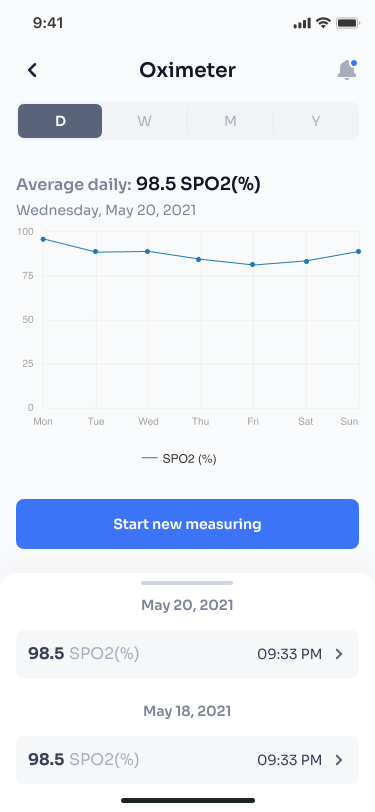 9:41
Oximeter
D W M Y
Average daily: 98.5 SPO2(%)
Wednesday, May 20, 2021
100
75
50
25
0
Mon Tue Wed Thu Fri Sat Sun
SPO2 (%)
Start new measuring
May 20, 2021
98.5 SPO2(%) 09:33 PM
May 18, 2021
98.5 SPO2(%) 09:33 PM